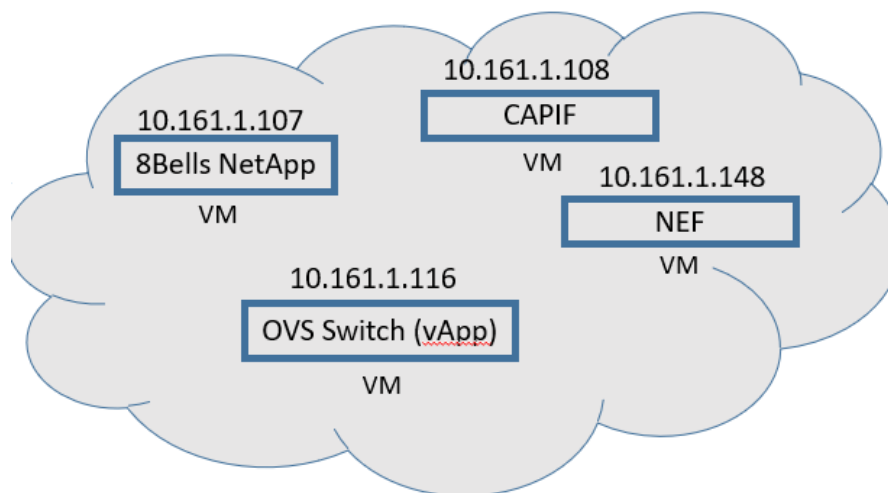 10.161.1.108
CAPIF
VM
10.161.1.107
8Bells NetApp
VM
10.161.1.148
NEF
VM
10.161.1.116
OVS Switch (vApp)
VM